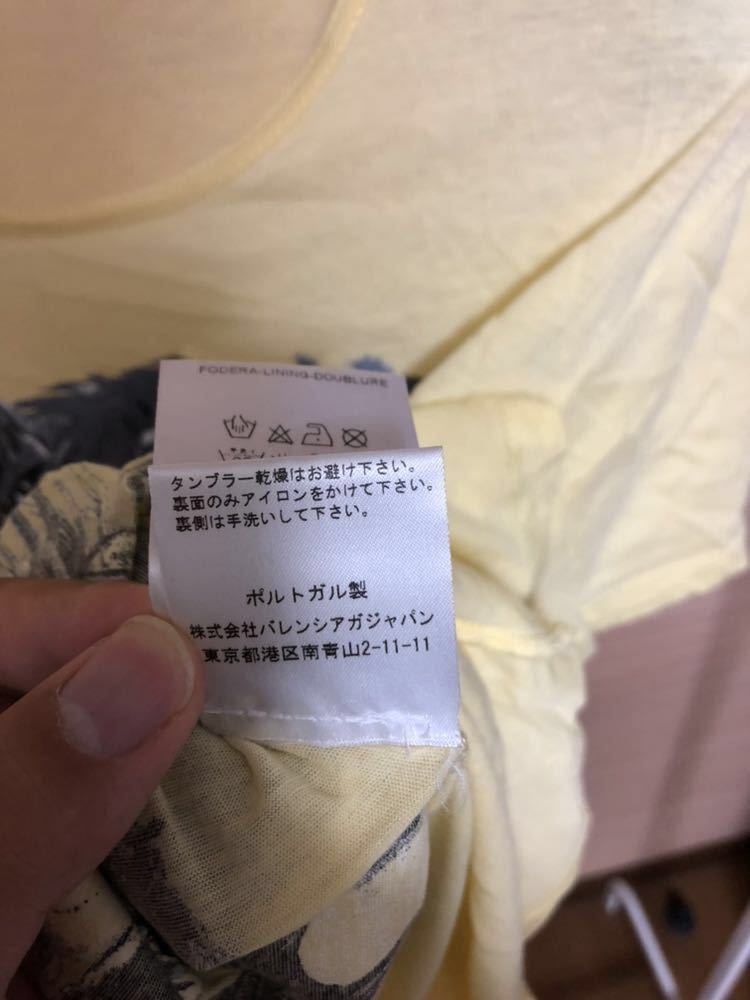 FODERA-LINING-DOUBLURE
タンブラー乾燥はお避け下さい。
裏面のみアイロンをかけて下さい。
裏側は手洗いして下さい。
ポルトガル製
株式会社バレンシアガジャパン
東京都港区南青山2-11-11